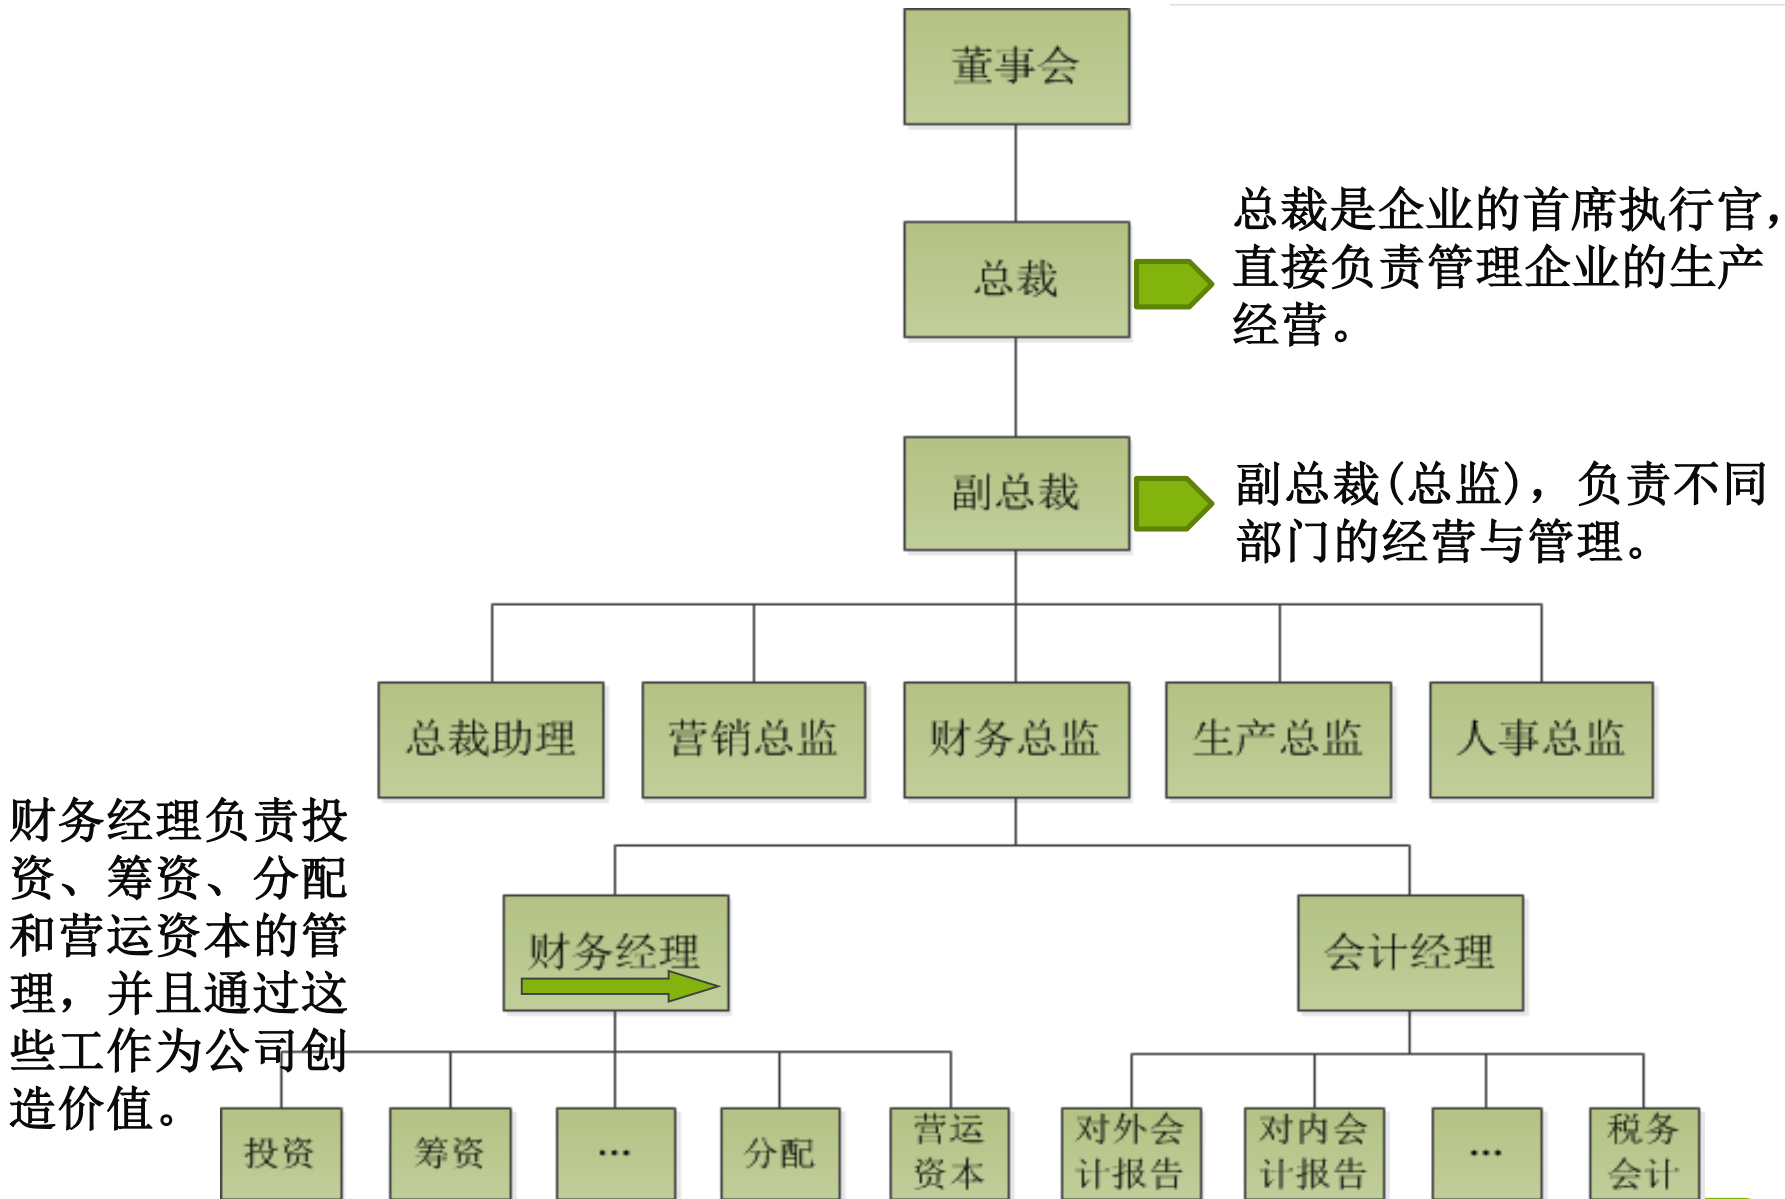 董事会
总裁
总裁是企业的首席执行官，
直接负责管理企业的生产
经营。
副总裁
副总裁(总监)，负责不同
部门的经营与管理。
总裁助理
营销总监
财务总监
生产总监
人事总监
财务经理负责投
资、筹资、分配
和营运资本的管
理，并且通过这
些工作为公司创
造价值。
财务经理
会计经理
投资
筹资
…
分配
营运
资本
对外会
计报告
对内会
计报告
…
税务
会计